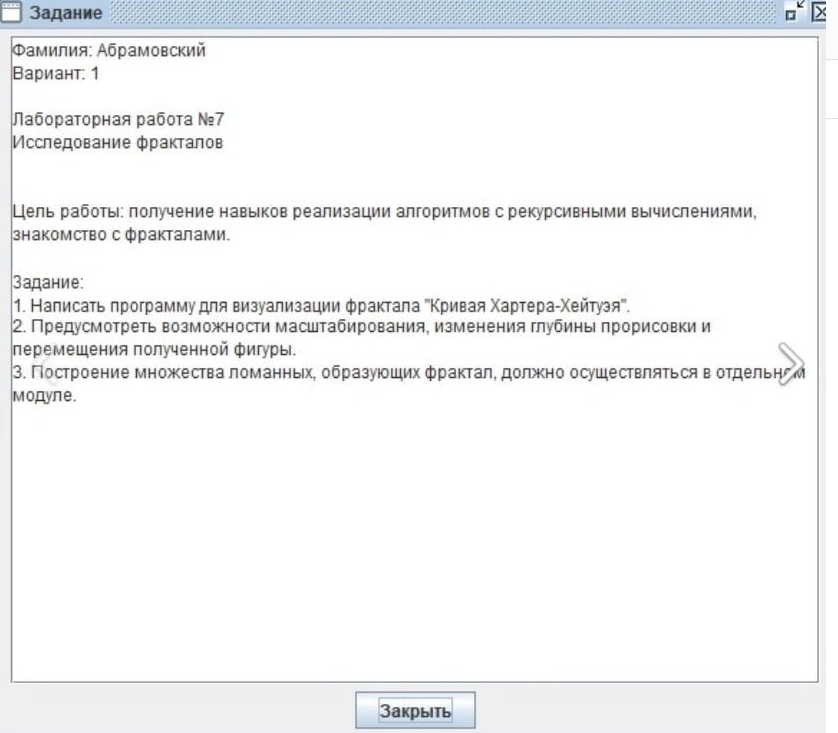 Задание
Фамилия: Абрамовский
Вариант: 1
Лабораторная работа №7
Исследование фракталов
Цель работы: получение навыков реализации алгоритмов с рекурсивными вычислениями,
знакомство с фракталами.
Задание:
1. Написать программу для визуализации фрактала "Кривая Хартера-Хейтуэя".
2. Предусмотреть возможности масштабирования, изменения глубины прорисовки и
перемещения полученной фигуры.
3. Построение множества ломанных, образующих фрактал, должно осуществляться в отдельном
модуле.
Закрыть